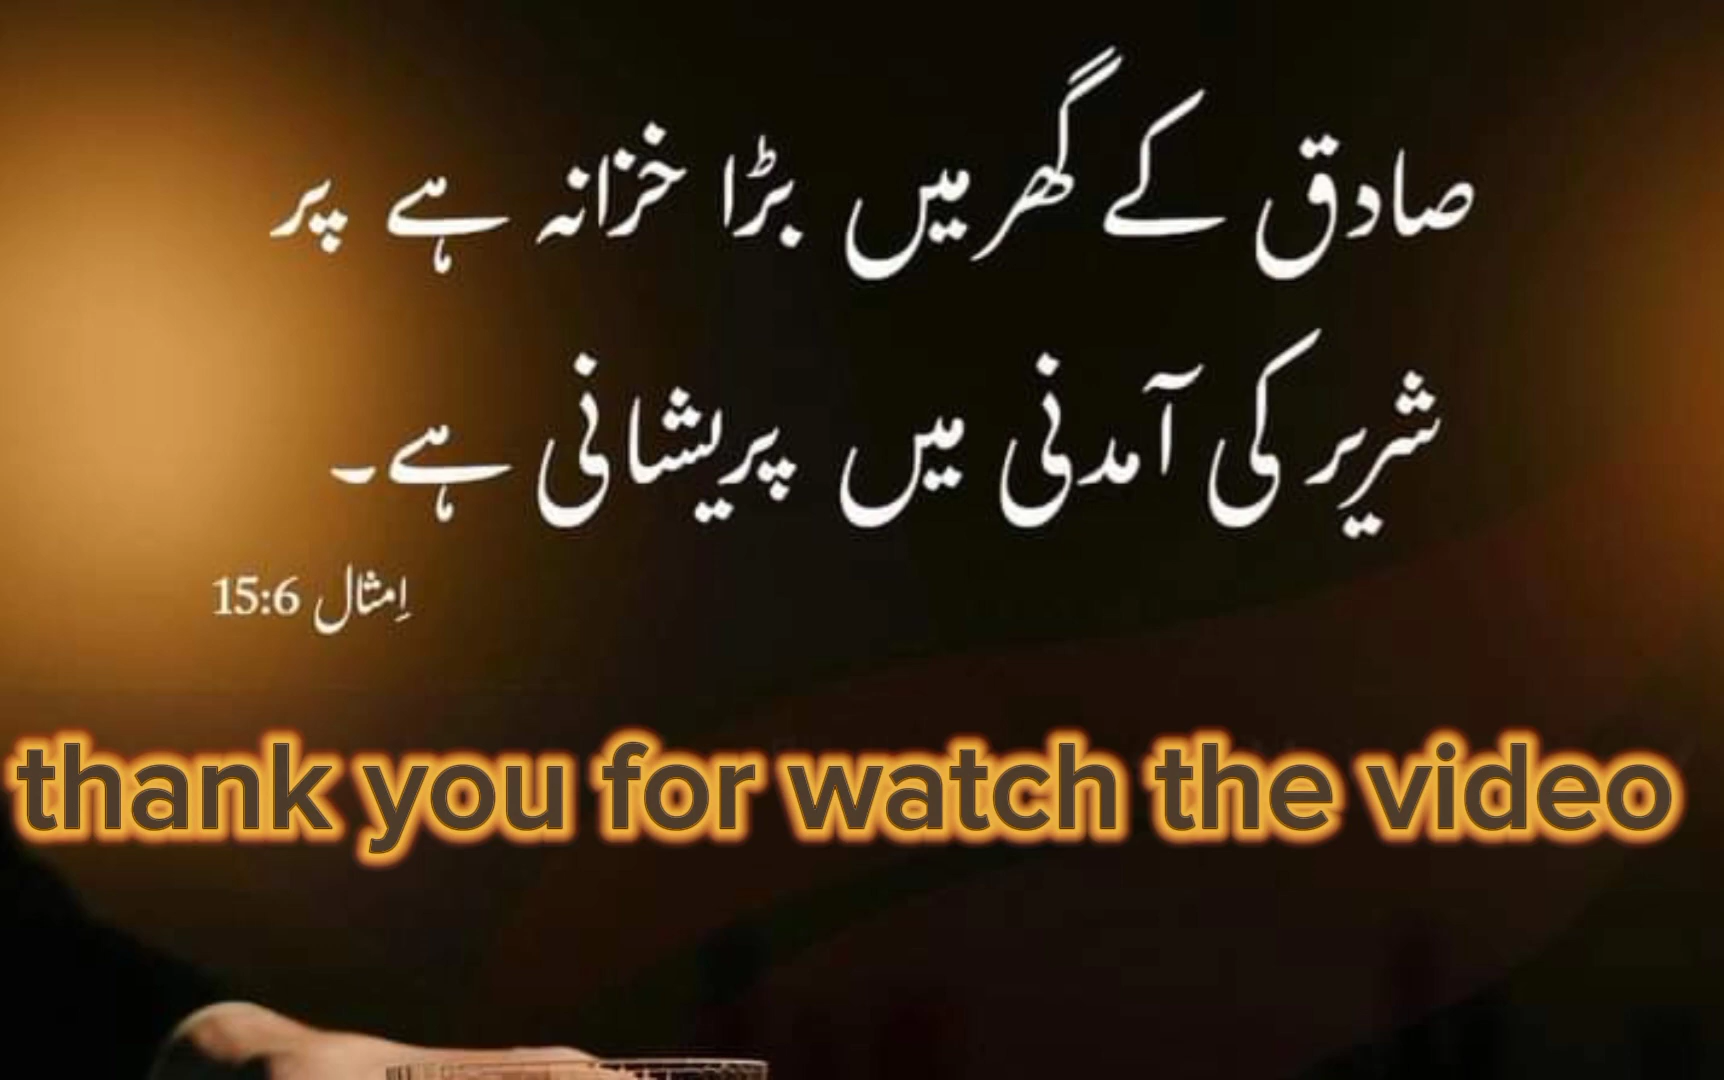 صادق کے گھر میں بڑا خزانہ ہے پر
شریر کی آمدنی میں پریشانی ہے۔
اِمثال 15:6
thank you for watch the video